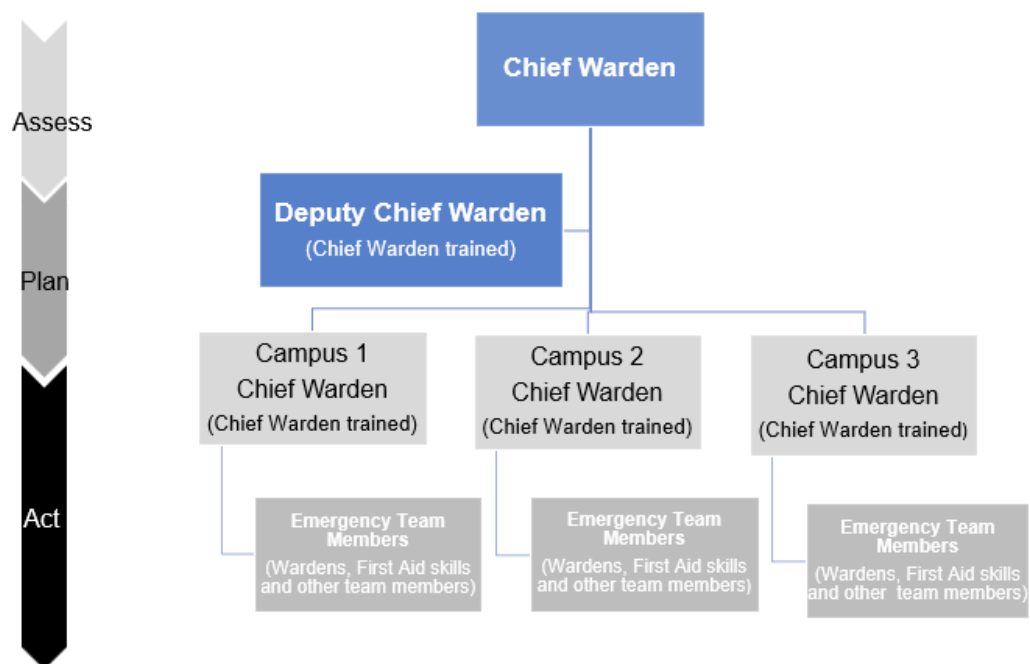 Chief Warden
Assess
Deputy Chief Warden
(Chief Warden trained)
Plan
Campus 1
Chief Warden
(Chief Warden trained)
Campus 2
Chief Warden
(Chief Warden trained)
Campus 3
Chief Warden
(Chief Warden trained)
Act
Emergency Team
Members
(Wardens, First Aid skills
and other team members)
Emergency Team
Members
(Wardens, First Aid skills
and other team members)
Emergency Team
Members
(Wardens, First Aid skills
and other team members)